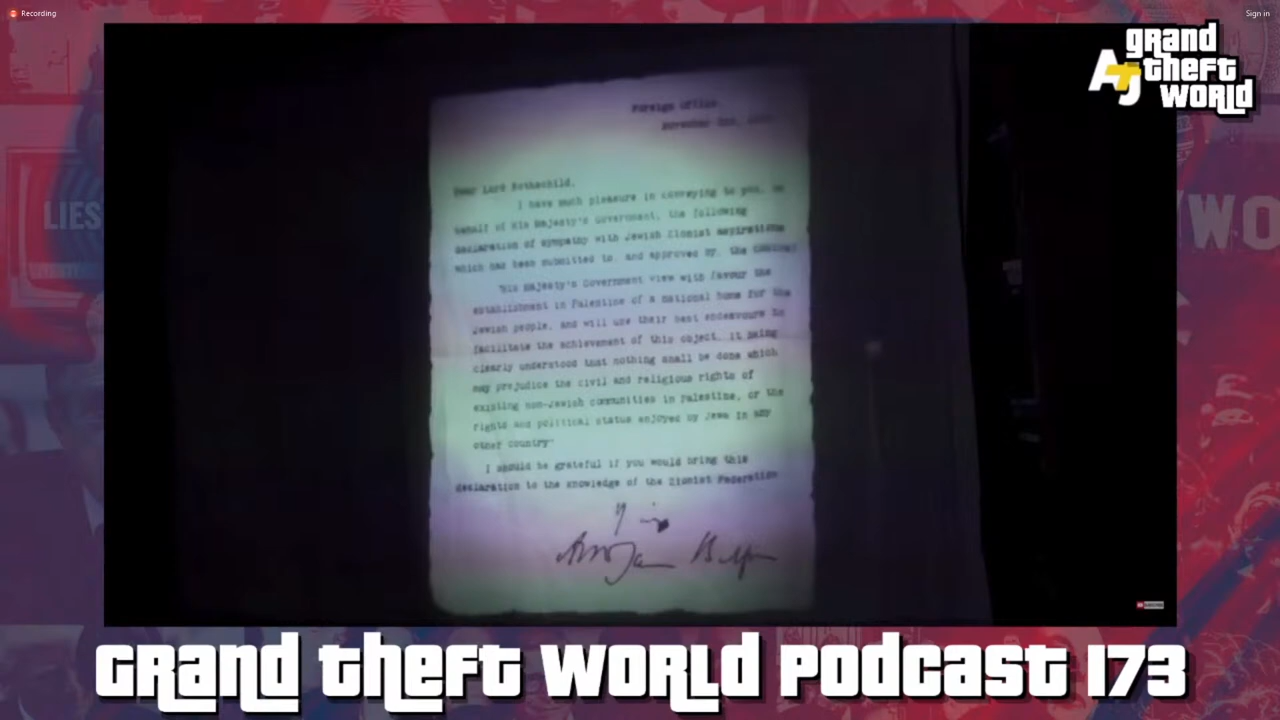 Recording
Sign in
grand
theft
WORLD
AJ
LIES
WO
Foreign Office,
November 2nd,
Dear Lord Rothschild,
I have much pleasure in conveying to you, on
behalf of His Majesty's Government, the following
declaration of sympathy with Jewish Zionist aspirations
which has been submitted to, and approved by, the Cabinet
"His Majesty's Government view with favour the
establishment in Palestine of a national home for the
Jewish people, and will use their best endeavours to
facilitate the achievement of this object, it being
clearly understood that nothing shall be done which
may prejudice the civil and religious rights of
existing non-Jewish communities in Palestine, or the
rights and political status enjoyed by Jews in any
other country"
I should be grateful if you would bring this
declaration to the knowledge of the Zionist Federation
GRAND THEFT WORLD PODCAST 173